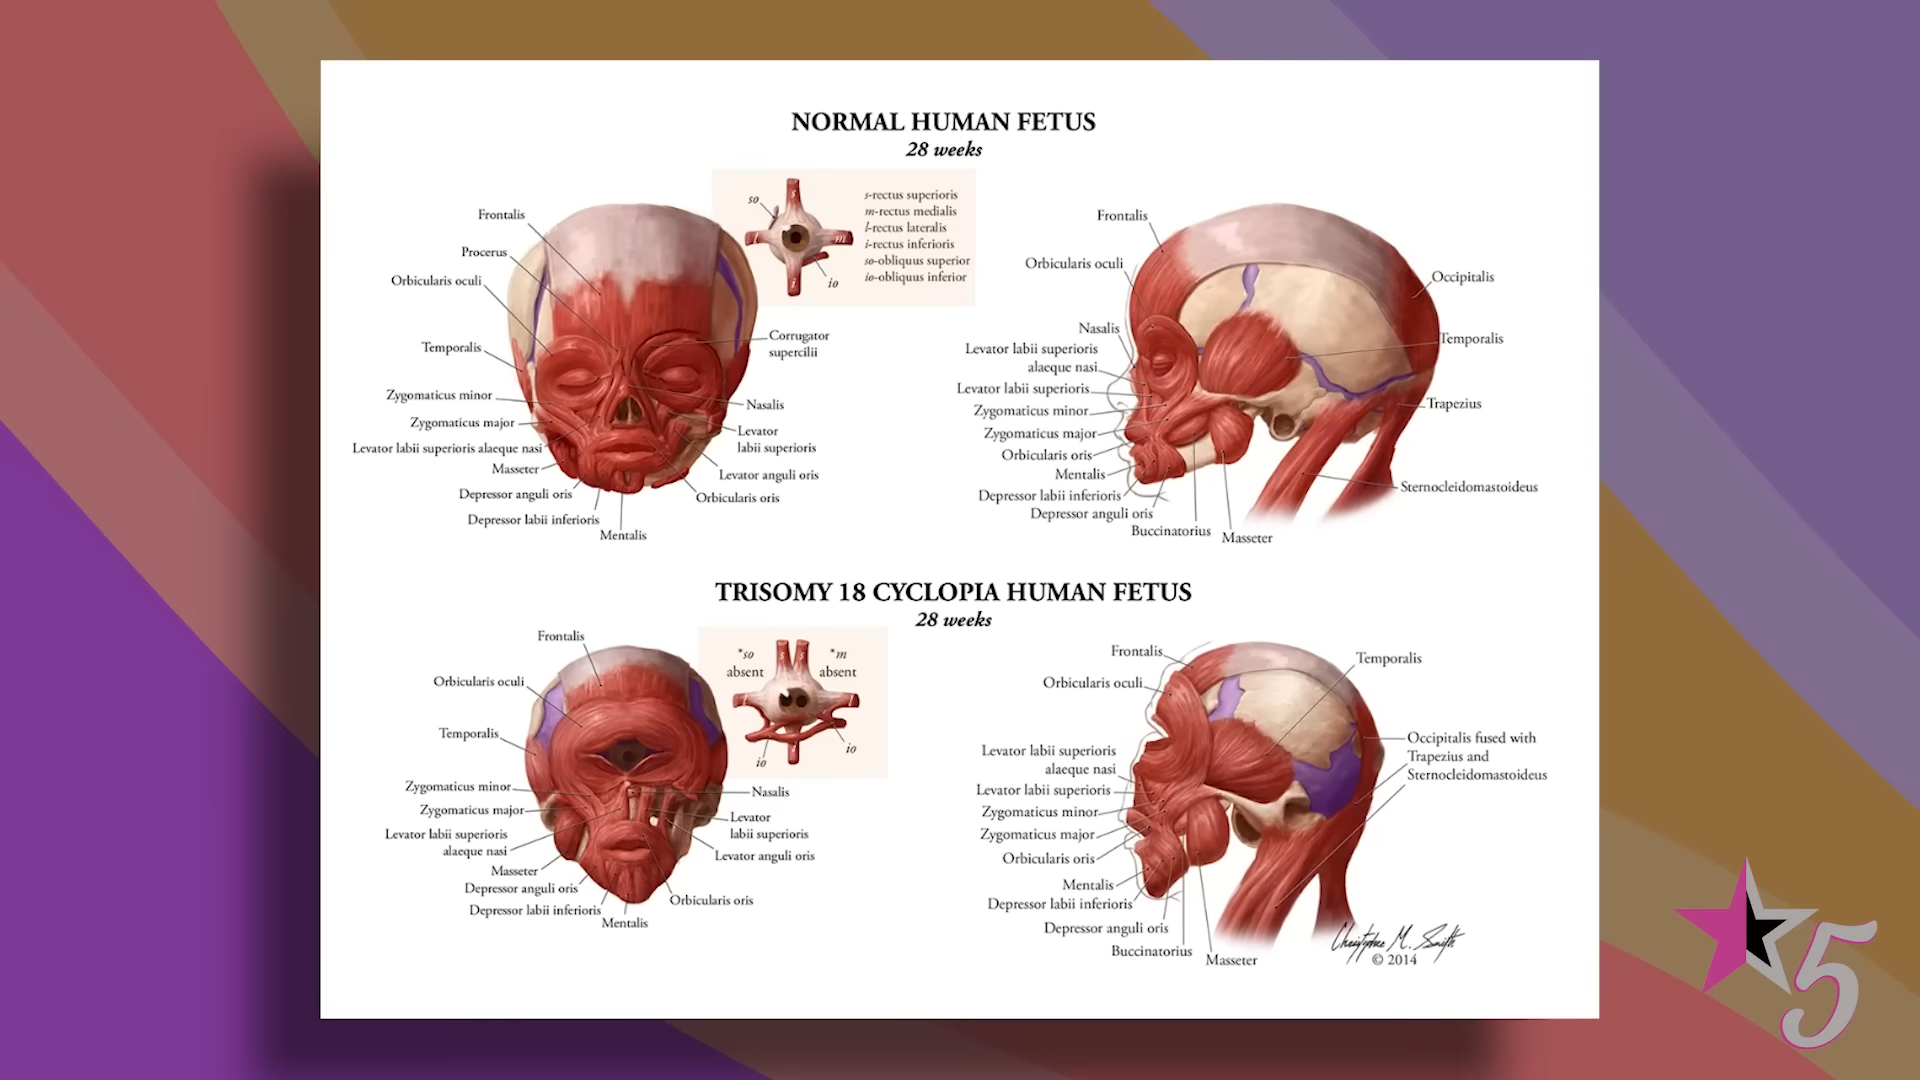 NORMAL HUMAN FETUS
28 weeks
Frontalis
Procerus
Orbicularis oculi
Temporalis
Zygomaticus minor
Zygomaticus major
Levator labii superioris alaeque nasi
Masseter
Depressor anguli oris
Depressor labii inferioris
Mentalis
so
s
l
m
i
io
s-rectus superioris
m-rectus medialis
l-rectus lateralis
i-rectus inferioris
so-obliquus superior
io-obliquus inferior
Corrugator
supercilii
Nasalis
Levator
labii superioris
Levator anguli oris
Orbicularis oris
Frontalis
Orbicularis oculi
Nasalis
Levator labii superioris
alaeque nasi
Levator labii superioris
Zygomaticus minor
Zygomaticus major
Orbicularis oris
Mentalis
Depressor labii inferioris
Depressor anguli oris
Buccinatorius
Masseter
Occipitalis
Temporalis
Trapezius
Sternocleidomastoideus
TRISOMY 18 CYCLOPIA HUMAN FETUS
28 weeks
Frontalis
Orbicularis oculi
Temporalis
Zygomaticus minor
Zygomaticus major
Levator labii superioris
alaeque nasi
Masseter
Depressor anguli oris
Depressor labii inferioris
Mentalis
*so
absent
s s
*m
absent
l
l
i
io
io
Nasalis
Levator
labii superioris
Levator anguli oris
Orbicularis oris
Frontalis
Orbicularis oculi
Levator labii superioris
alaeque nasi
Levator labii superioris
Zygomaticus minor
Zygomaticus major
Orbicularis oris
Mentalis
Depressor labii inferioris
Depressor anguli oris
Buccinatorius
Masseter
Temporalis
Occipitalis fused with
Trapezius and
Sternocleidomastoideus
Christopher M. Smith
© 2014
5